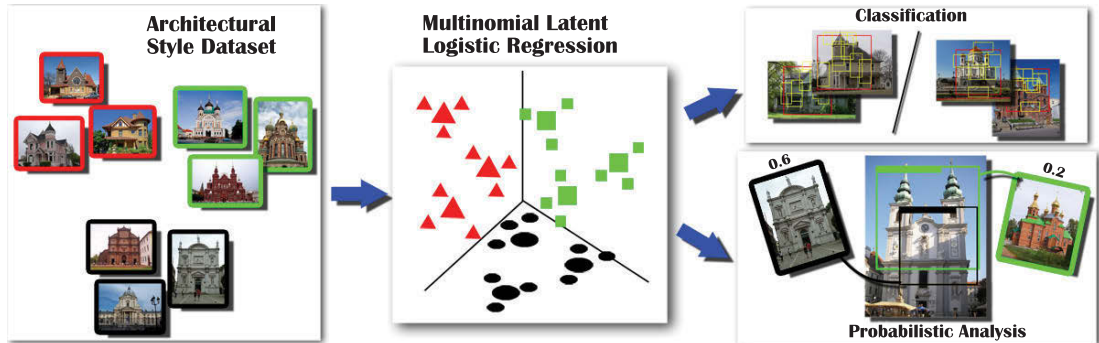 Architectural
Style Dataset
Multinomial Latent
Logistic Regression
Classification
0.6
0.2
Probabilistic Analysis